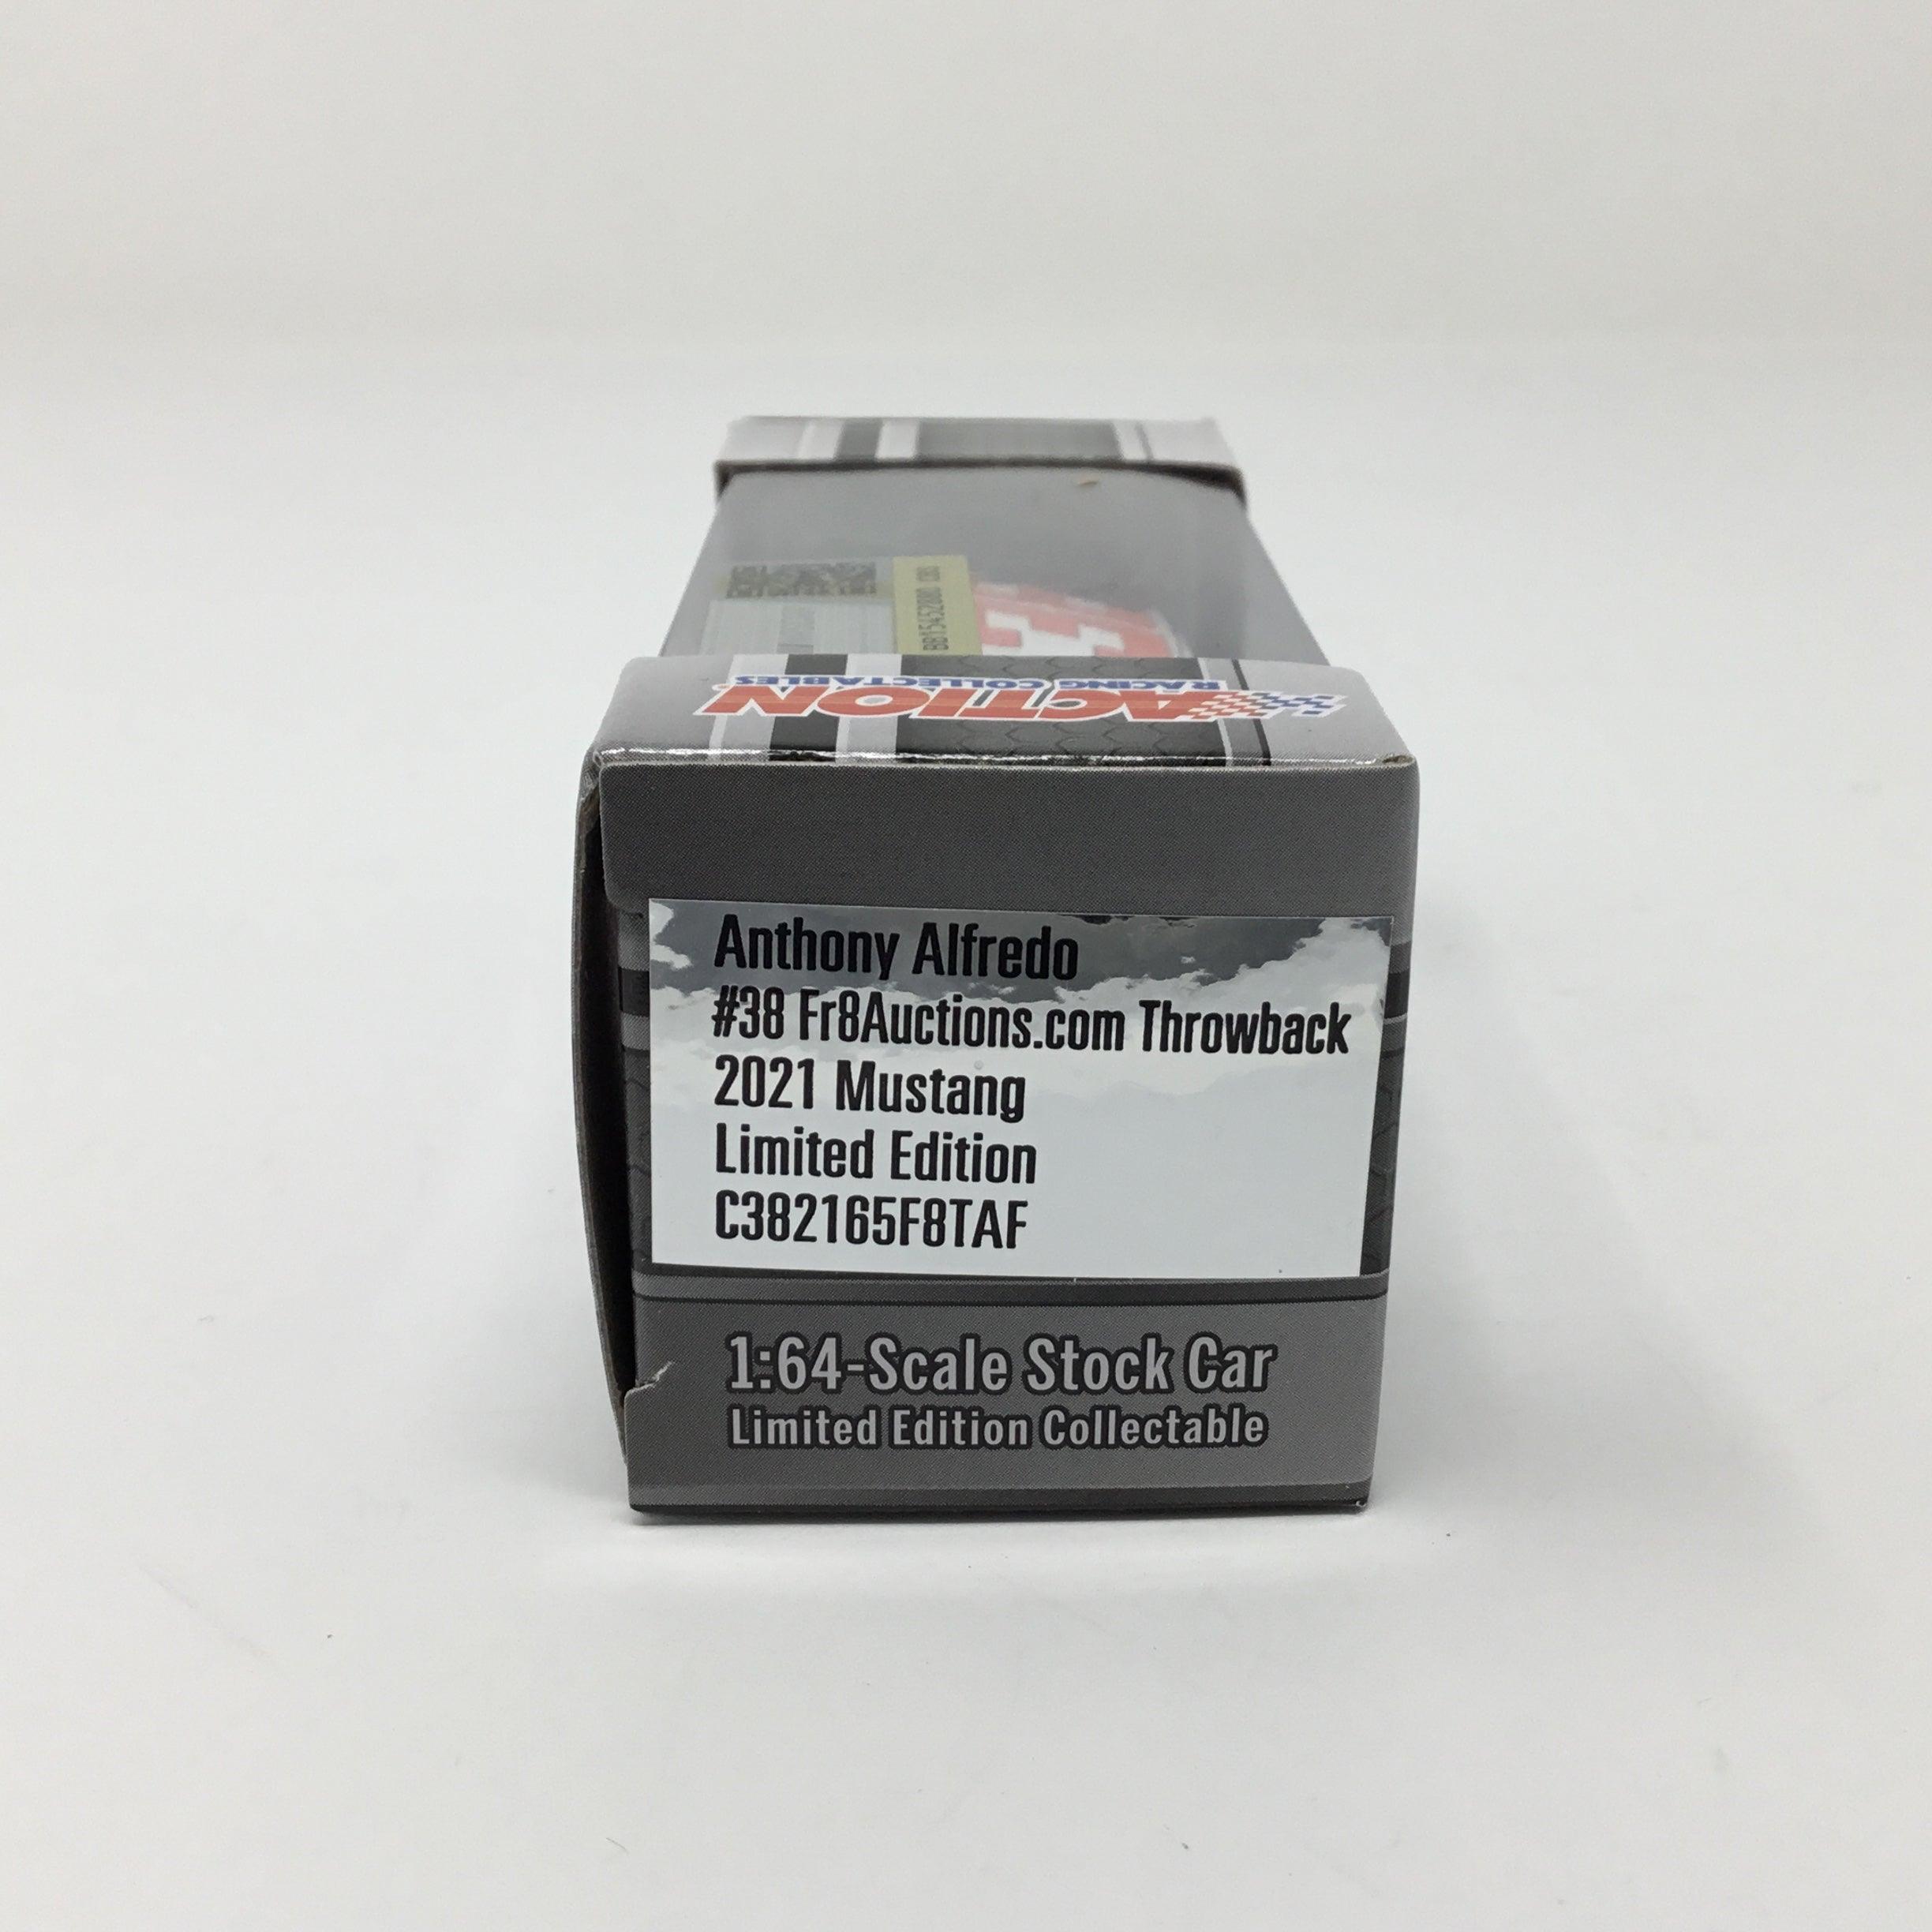 ACTION
RACING COLLECTABLES
Anthony Alfredo
#38 Fr8Auctions.com Throwback
2021 Mustang
Limited Edition
C382165F8TAF
1:64-Scale Stock Car
Limited Edition Collectable